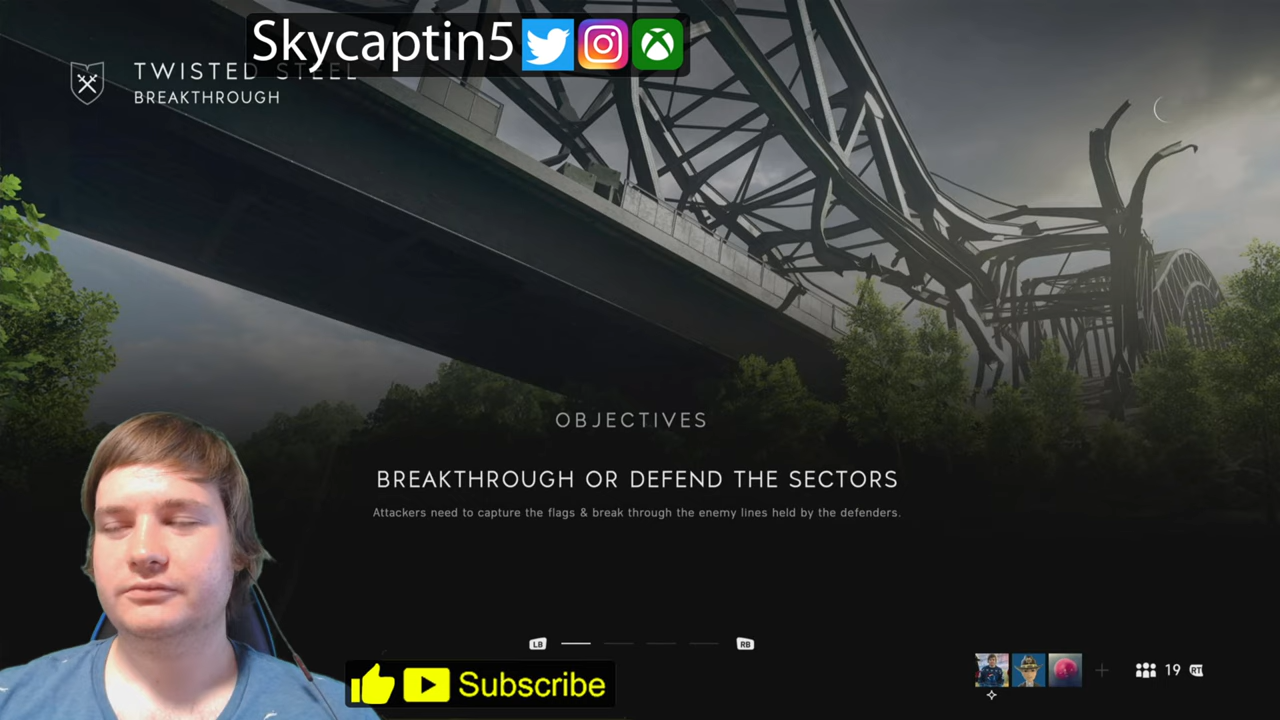 Skycaptin5
TWISTED STEEL
BREAKTHROUGH
OBJECTIVES
BREAKTHROUGH OR DEFEND THE SECTORS
Attackers need to capture the flags & break through the enemy lines held by the defenders.
LB
RB
19 RT
Subscribe